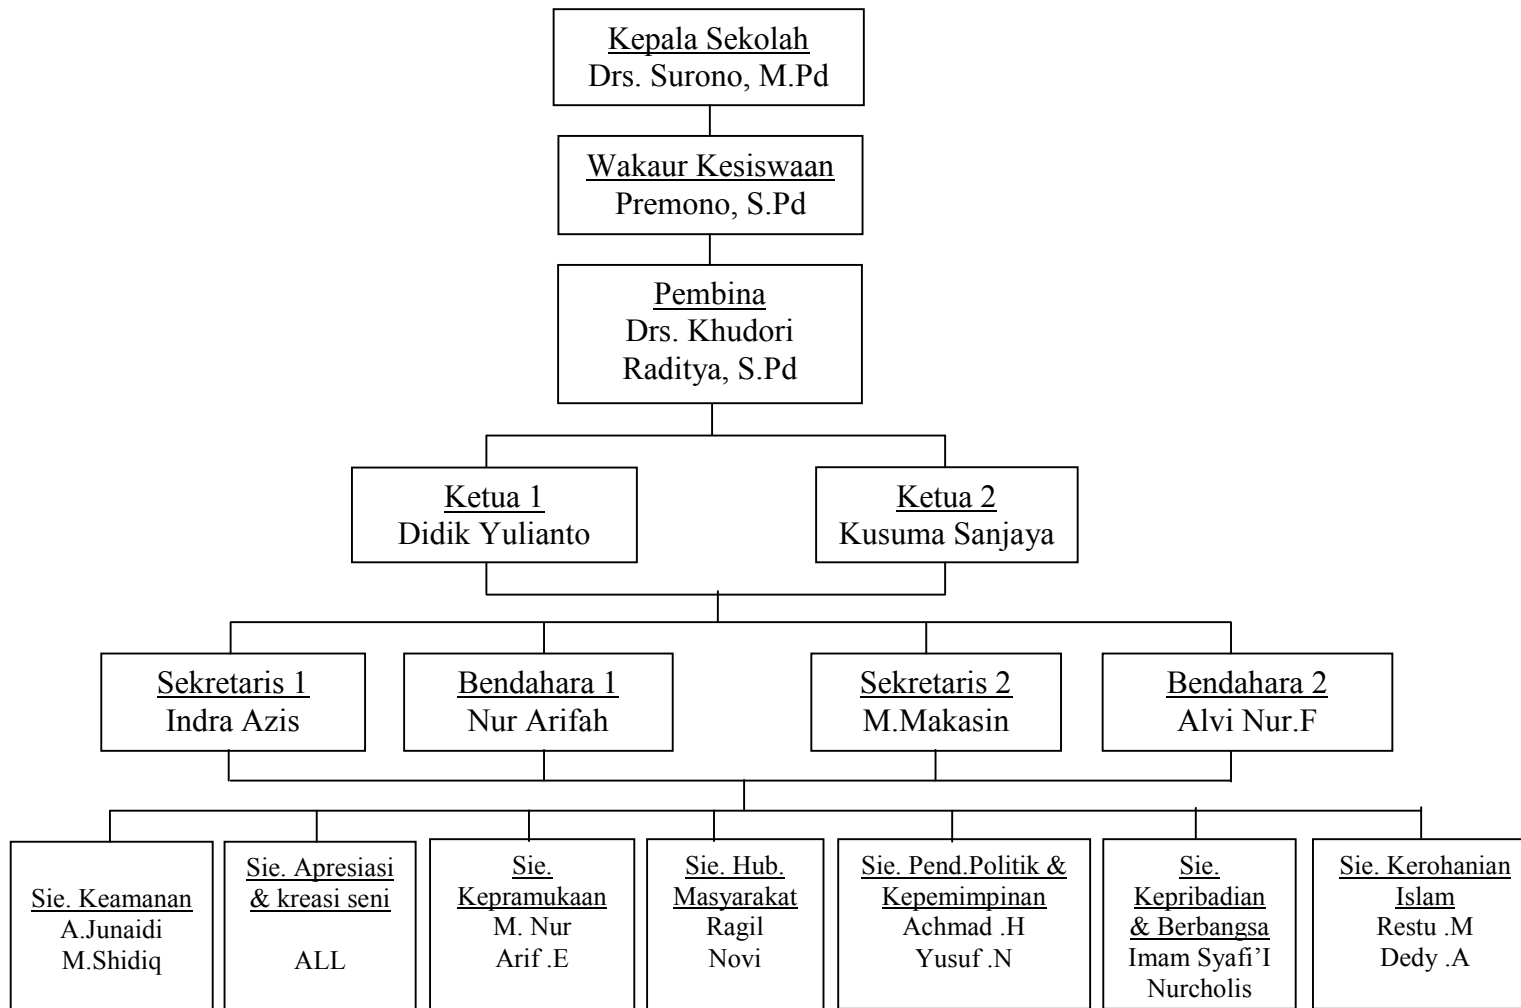 Kepala Sekolah
Drs. Surono, M.Pd
Wakaur Kesiswaan
Premono, S.Pd
Pembina
Drs. Khudori
Raditya, S.Pd
Ketua 1
Didik Yulianto
Ketua 2
Kusuma Sanjaya
Sekretaris 1
Indra Azis
Bendahara 1
Nur Arifah
Sekretaris 2
M.Makasin
Bendahara 2
Alvi Nur.F
Sie. Keamanan
A.Junaidi
M.Shidiq
Sie. Apresiasi
& kreasi seni
ALL
Sie.
Kepramukaan
M. Nur
Arif .E
Sie. Hub.
Masyarakat
Ragil
Novi
Sie. Pend.Politik &
Kepemimpinan
Achmad .H
Yusuf .N
Sie.
Kepribadian
& Berbangsa
Imam Syafi’I
Nurcholis
Sie. Kerohanian
Islam
Restu .M
Dedy .A